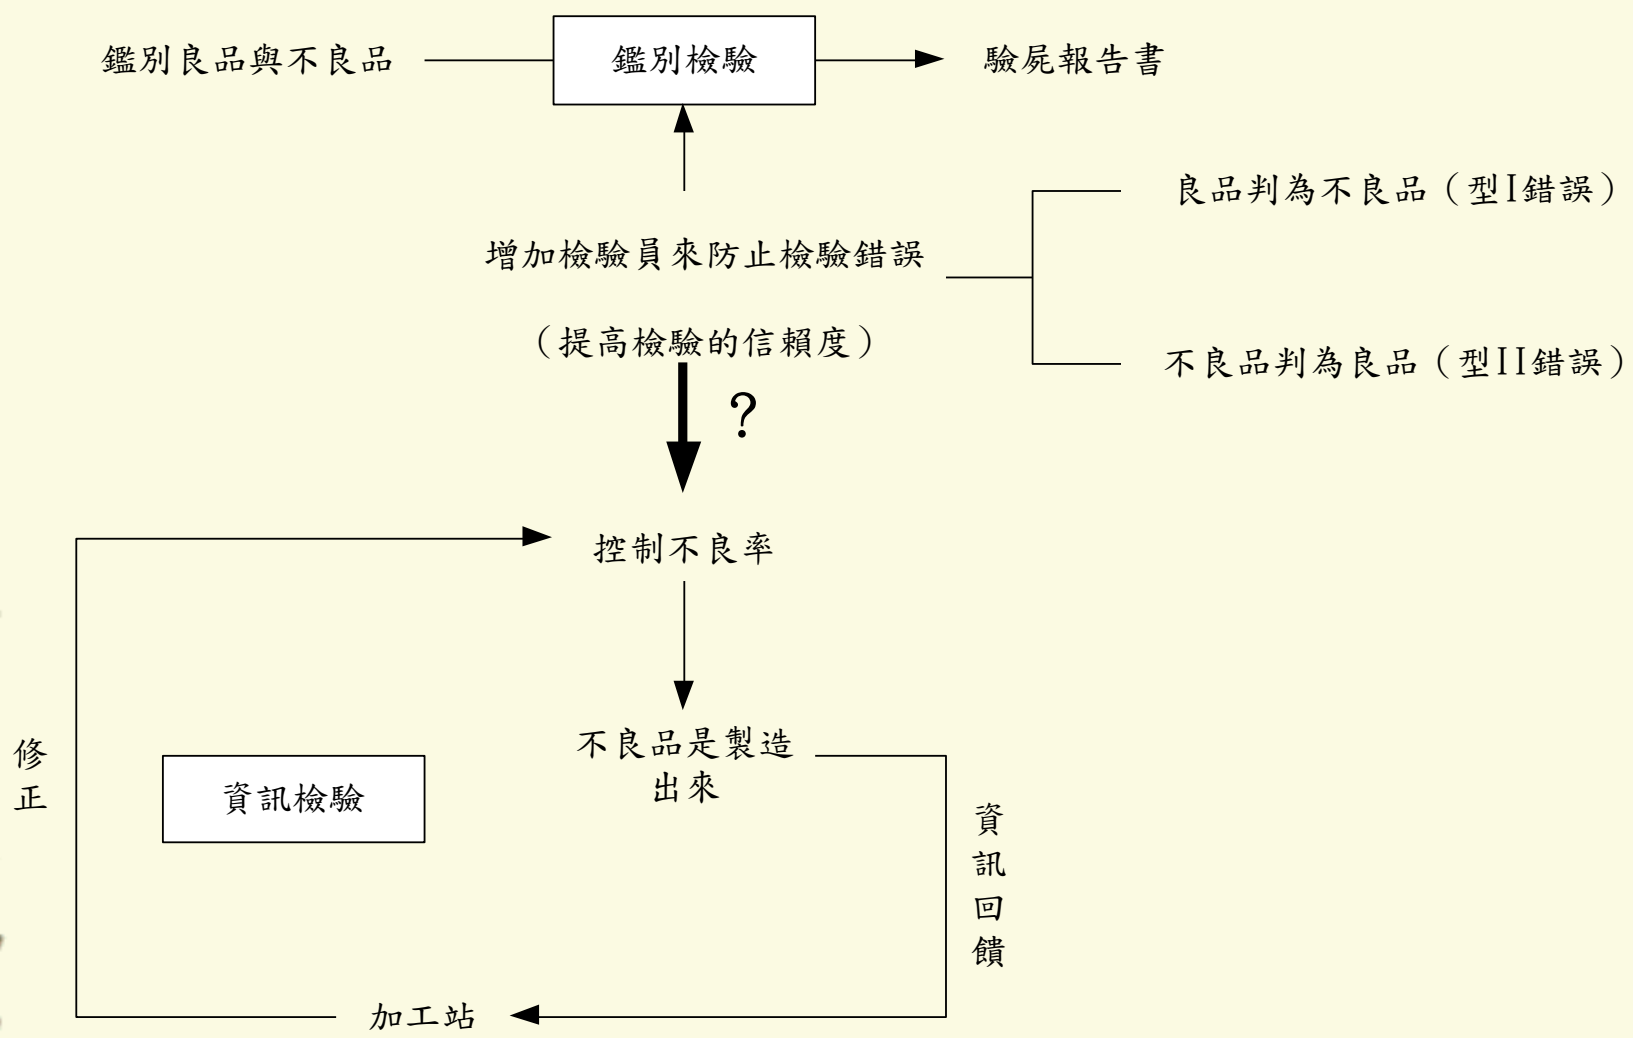 鑑別良品與不良品
鑑別檢驗
驗屍報告書
良品判為不良品（型I錯誤）
增加檢驗員來防止檢驗錯誤
（提高檢驗的信賴度）
不良品判為良品（型II錯誤）
?
控制不良率
不良品是製造
出來
修正
資訊檢驗
資訊回饋
加工站